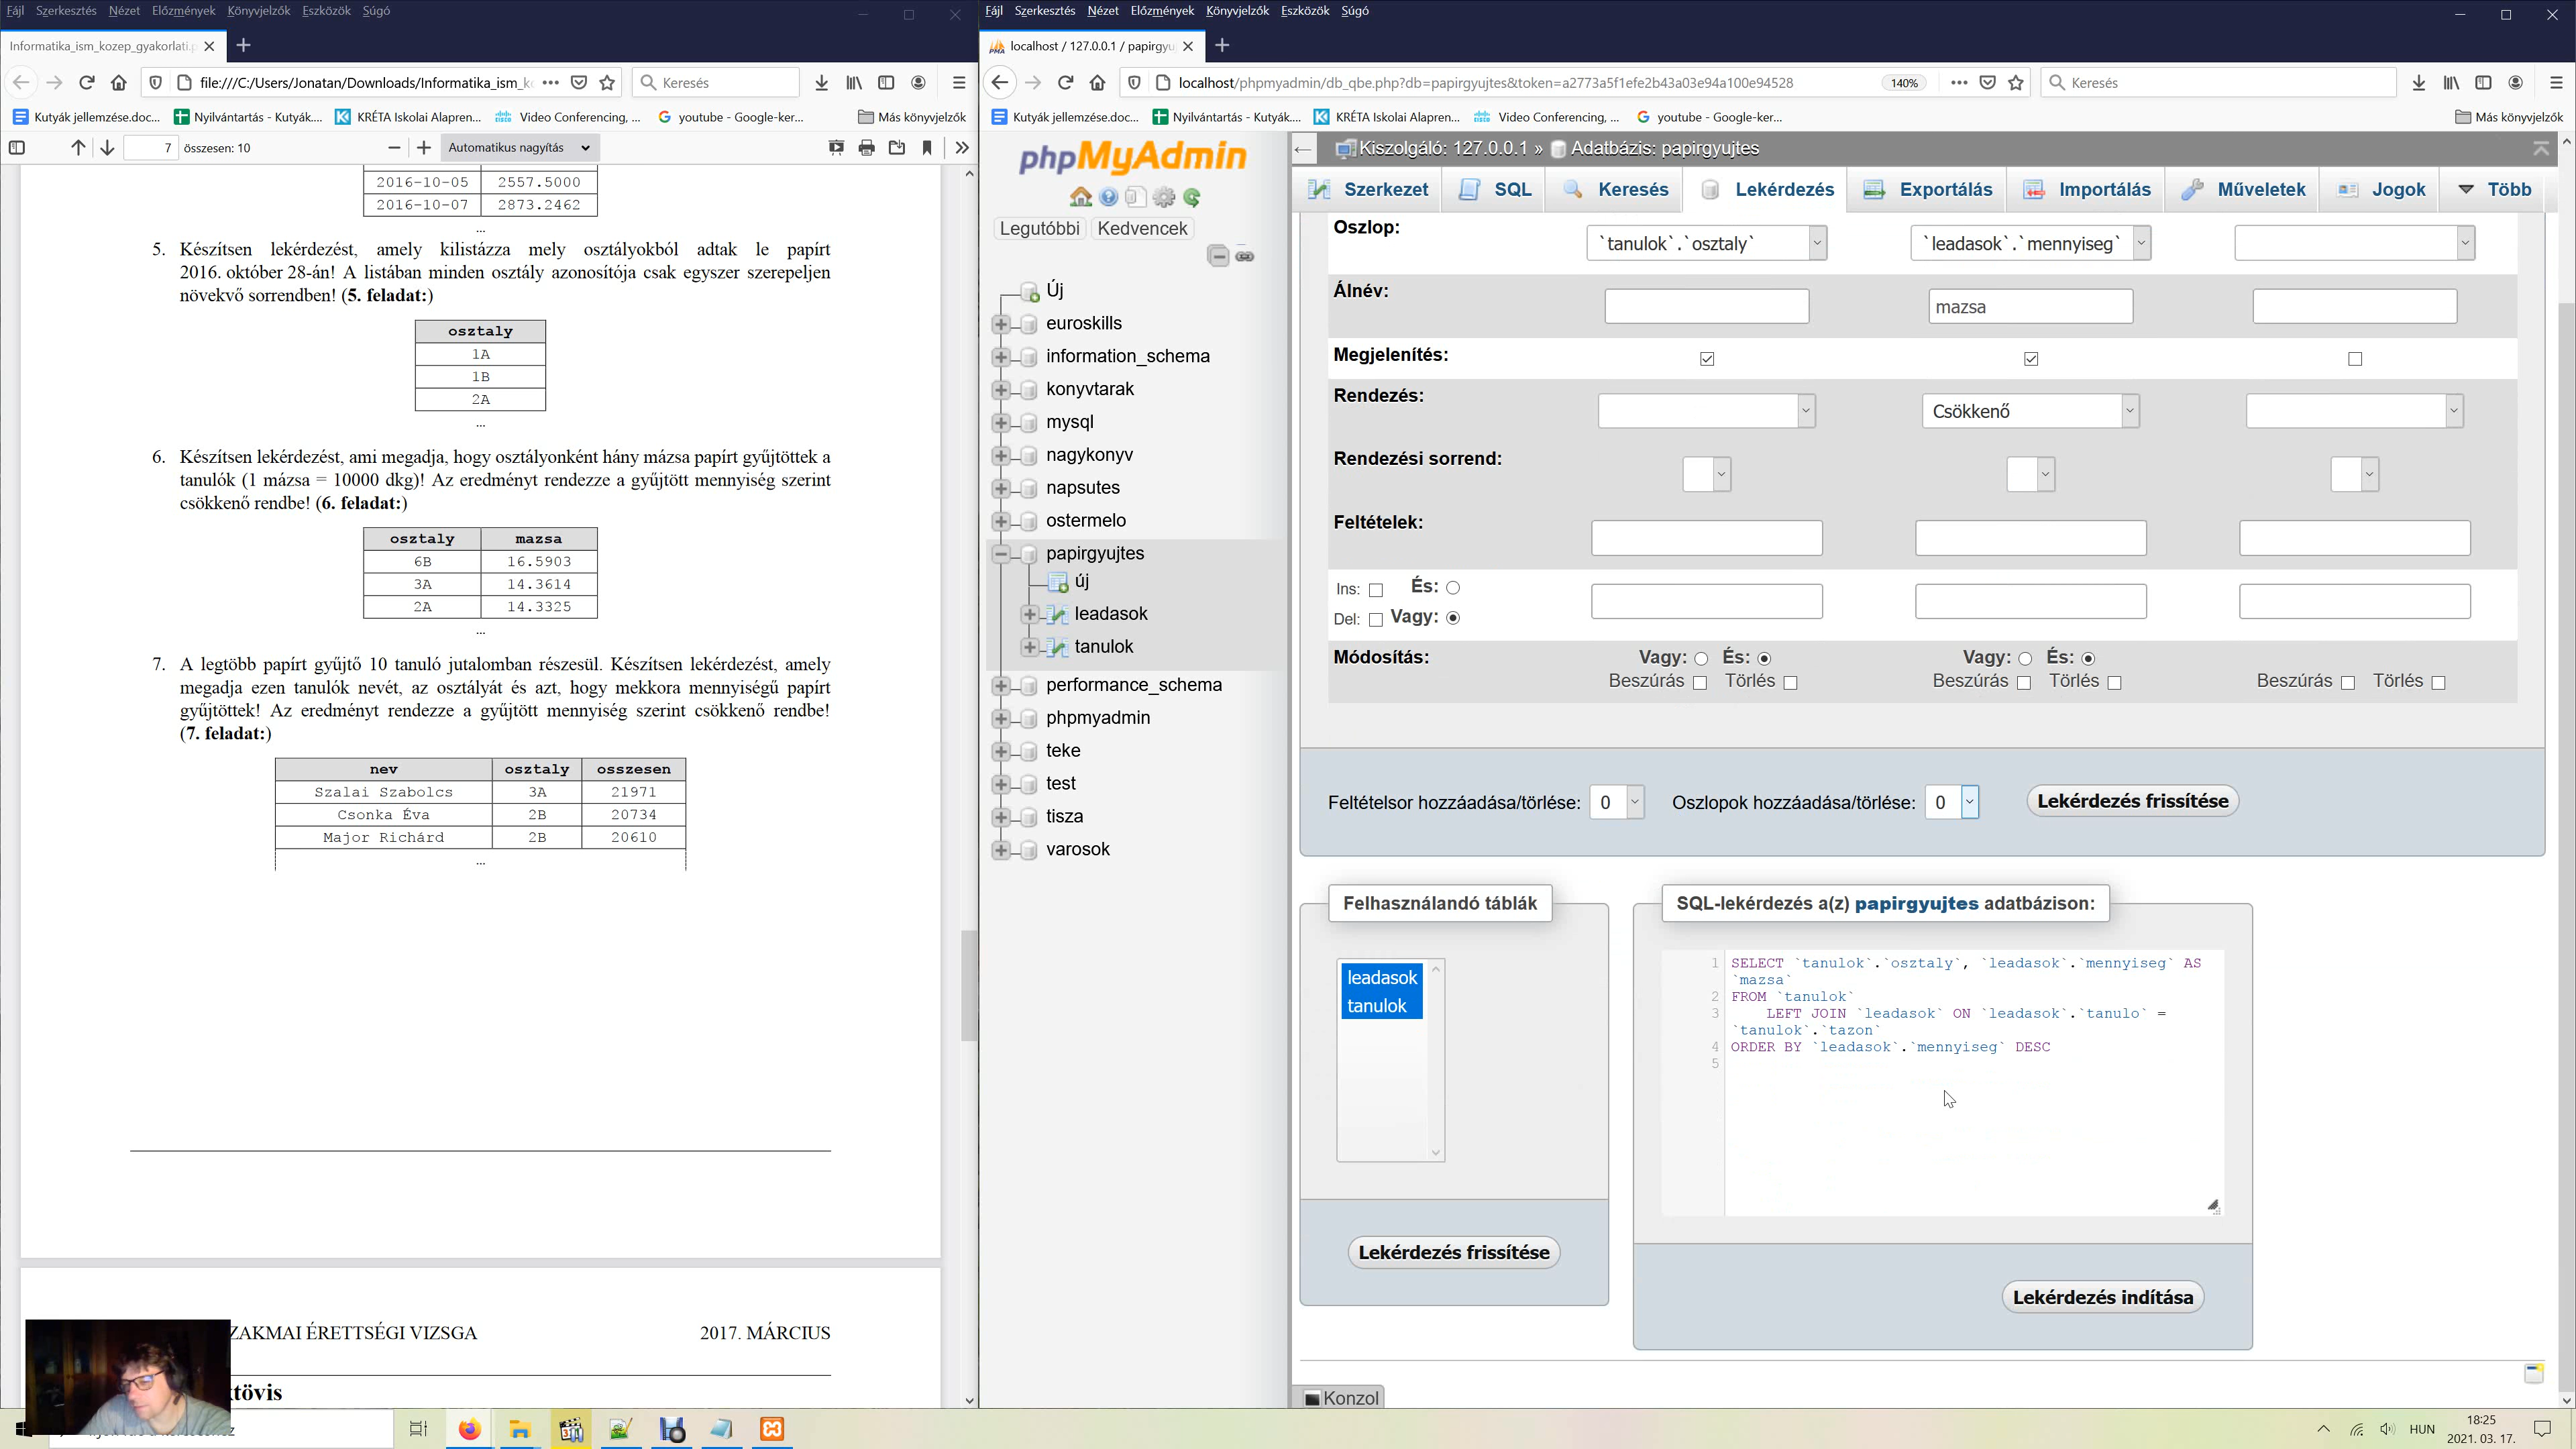 Fájl Szerkesztés Nézet Előzmények Könyvjelzők Eszközök Súgó
Informatika_ism_kozep_gyakorlati.p
file:///C:/Users/Jonatan/Downloads/Informatika_ism_k
Keresés
Kutyák jellemzése.doc...
Nyilvántartás - Kutyák....
KRÉTA Iskolai Alapren...
Video Conferencing, ...
youtube - Google-ker...
Más könyvjelzők
7 összesen: 10
Automatikus nagyítás
2016-10-05 2557.5000
2016-10-07 2873.2462
...
5. Készítsen lekérdezést, amely kilistázza mely osztályokból adtak le papírt
2016. október 28-án! A listában minden osztály azonosítója csak egyszer szerepeljen
növekvő sorrendben! (5. feladat:)
osztaly
1A
1B
2A
...
6. Készítsen lekérdezést, ami megadja, hogy osztályonként hány mázsa papírt gyűjtöttek a
tanulók (1 mázsa = 10000 dkg)! Az eredményt rendezze a gyűjtött mennyiség szerint
csökkenő rendbe! (6. feladat:)
osztaly mazsa
6B 16.5903
3A 14.3614
2A 14.3325
...
7. A legtöbb papírt gyűjtő 10 tanuló jutalomban részesül. Készítsen lekérdezést, amely
megadja ezen tanulók nevét, az osztályát és azt, hogy mekkora mennyiségű papírt
gyűjtöttek! Az eredményt rendezze a gyűjtött mennyiség szerint csökkenő rendbe!
(7. feladat:)
nev osztaly osszesen
Szalai Szabolcs 3A 21971
Csonka Éva 2B 20734
Major Richárd 2B 20610
...
ZAKMAI ÉRETTSÉGI VIZSGA 2017. MÁRCIUS
tövis
Fájl Szerkesztés Nézet Előzmények Könyvjelzők Eszközök Súgó
localhost / 127.0.0.1 / papirgyu
localhost/phpmyadmin/db_qbe.php?db=papirgyujtes&token=a2773a5f1efe2b43a03e94a100e94528
140%
Keresés
Kutyák jellemzése.doc...
Nyilvántartás - Kutyák....
KRÉTA Iskolai Alapren...
Video Conferencing, ...
youtube - Google-ker...
Más könyvjelzők
phpMyAdmin
Legutóbbi Kedvencek
Új
euroskills
information_schema
konyvtarak
mysql
nagykonyv
napsutes
ostermelo
papirgyujtes
új
leadasok
tanulok
performance_schema
phpmyadmin
teke
test
tisza
varosok
Kiszolgáló: 127.0.0.1 » Adatbázis: papirgyujtes
Szerkezet SQL Keresés Lekérdezés Exportálás Importálás Műveletek Jogok Több
Oszlop: `tanulok`.`osztaly` `leadasok`.`mennyiseg`
Álnév: mazsa
Megjelenítés:
Rendezés: Csökkenő
Rendezési sorrend:
Feltételek:
Ins: És:
Del: Vagy:
Módosítás: Vagy: És: Vagy: És:
Beszúrás Törlés Beszúrás Törlés Beszúrás Törlés
Feltételsor hozzáadása/törlése: 0 Oszlopok hozzáadása/törlése: 0 Lekérdezés frissítése
Felhasználandó táblák
leadasok
tanulok
Lekérdezés frissítése
SQL-lekérdezés a(z) papirgyujtes adatbázison:
1 SELECT `tanulok`.`osztaly`, `leadasok`.`mennyiseg` AS
`mazsa`
2 FROM `tanulok`
3 LEFT JOIN `leadasok` ON `leadasok`.`tanulo` =
`tanulok`.`tazon`
4 ORDER BY `leadasok`.`mennyiseg` DESC
5
Lekérdezés indítása
Konzol
HUN
18:25
2021. 03. 17.